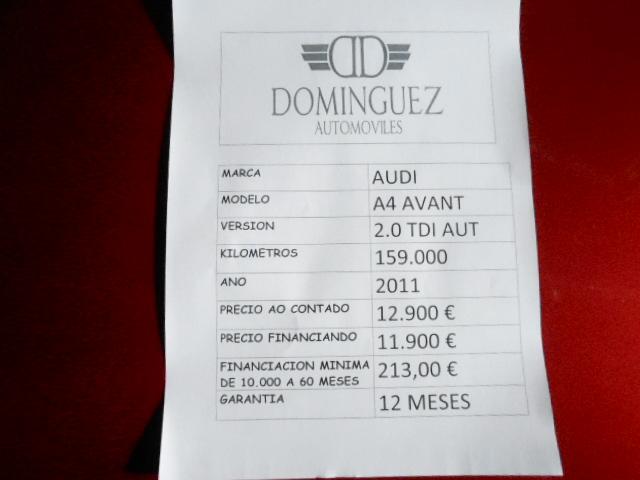 DD
DOMINGUEZ
AUTOMOVILES
MARCA AUDI
MODELO A4 AVANT
VERSION 2.0 TDI AUT
KILOMETROS 159.000
ANO 2011
PRECIO AO CONTADO 12.900 €
PRECIO FINANCIANDO 11.900 €
FINANCIACION MINIMA 213,00 €
DE 10.000 A 60 MESES
GARANTIA 12 MESES